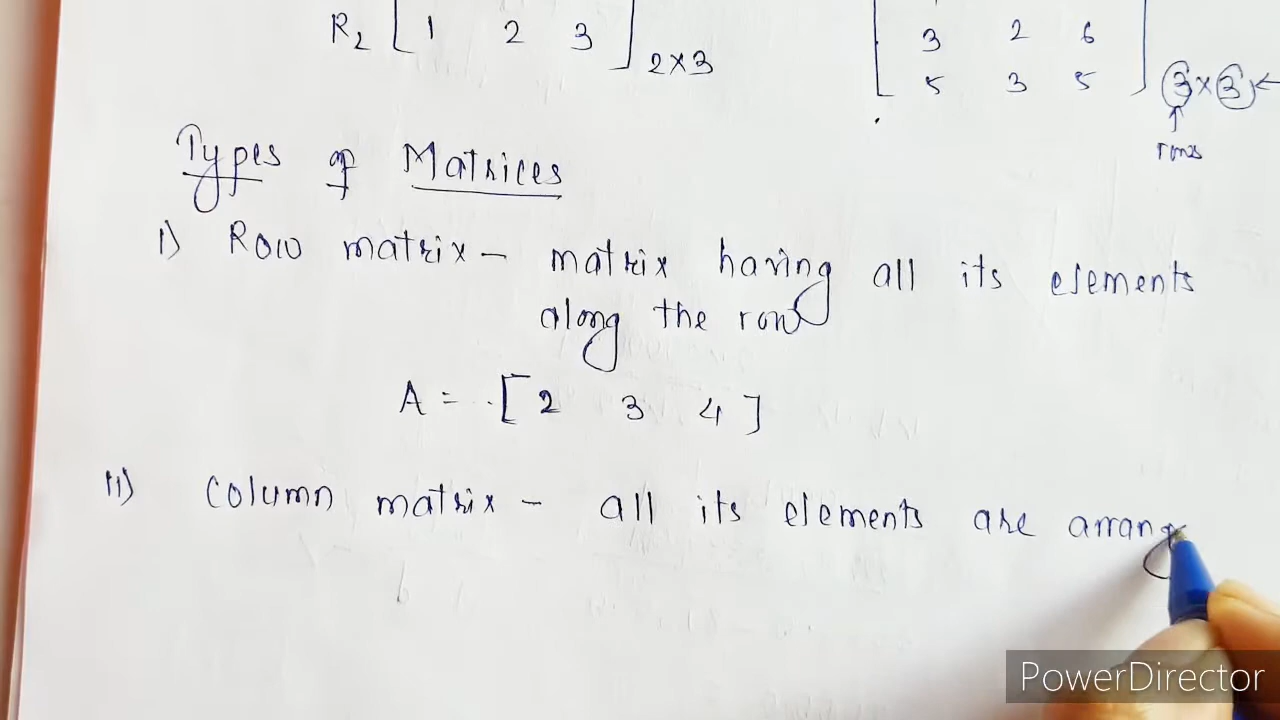 R2 [ 1 2 3 ] 2×3
3 2 6
5 3 5
3×3 ←
↑
rows
Types of Matrices
i) Row matrix – matrix having all its elements
along the row
A = [ 2 3 4 ]
ii) Column matrix – all its elements are arrang
PowerDirector